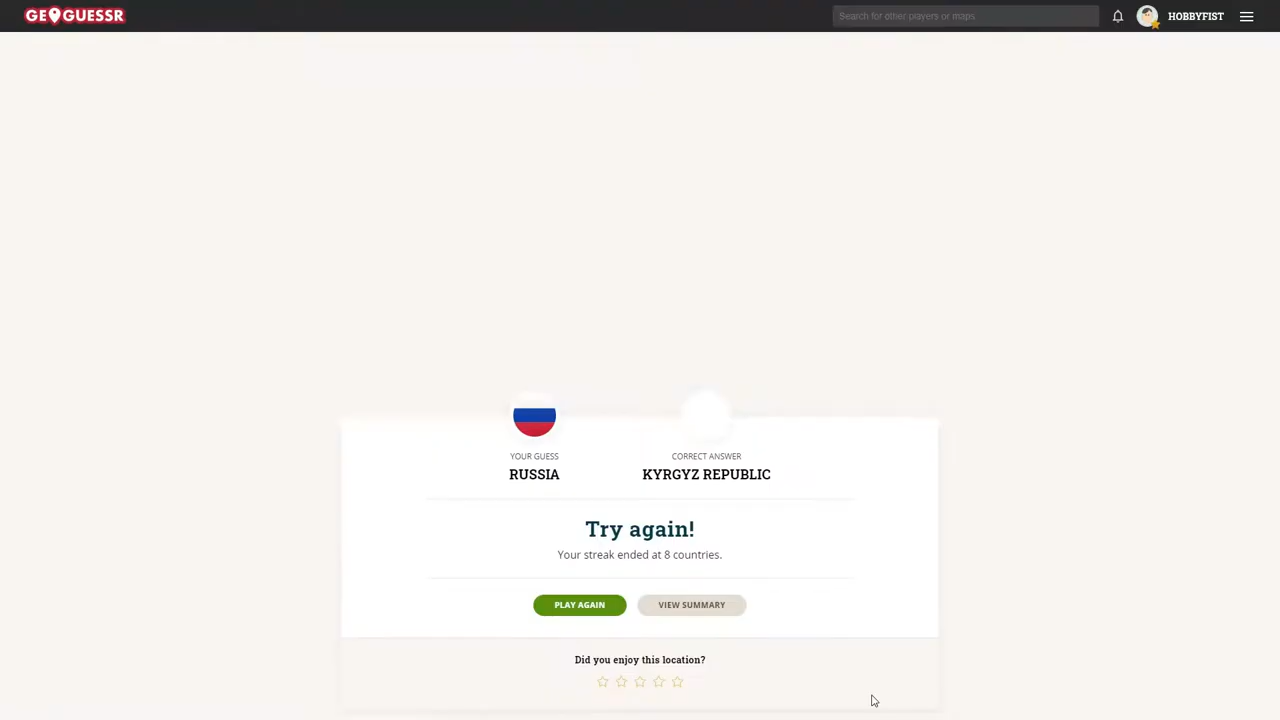 GEOGUESSR
Search for other players or maps
HOBBYFIST
YOUR GUESS
RUSSIA
CORRECT ANSWER
KYRGYZ REPUBLIC
Try again!
Your streak ended at 8 countries.
PLAY AGAIN
VIEW SUMMARY
Did you enjoy this location?